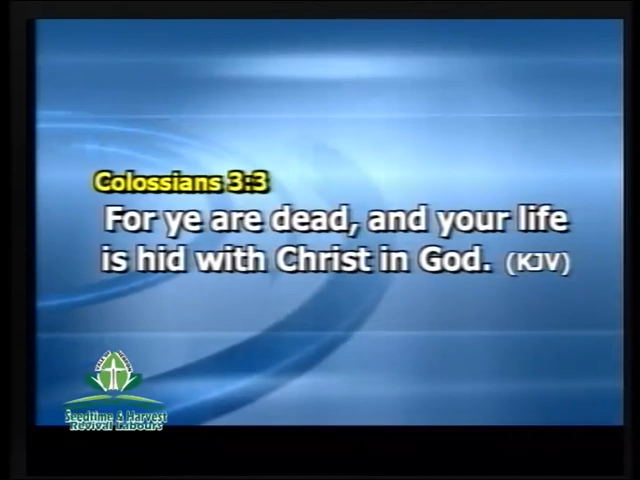 Colossians 3:3
For ye are dead, and your life
is hid with Christ in God. (KJV)
Seedtime & Harvest
Revival Labours